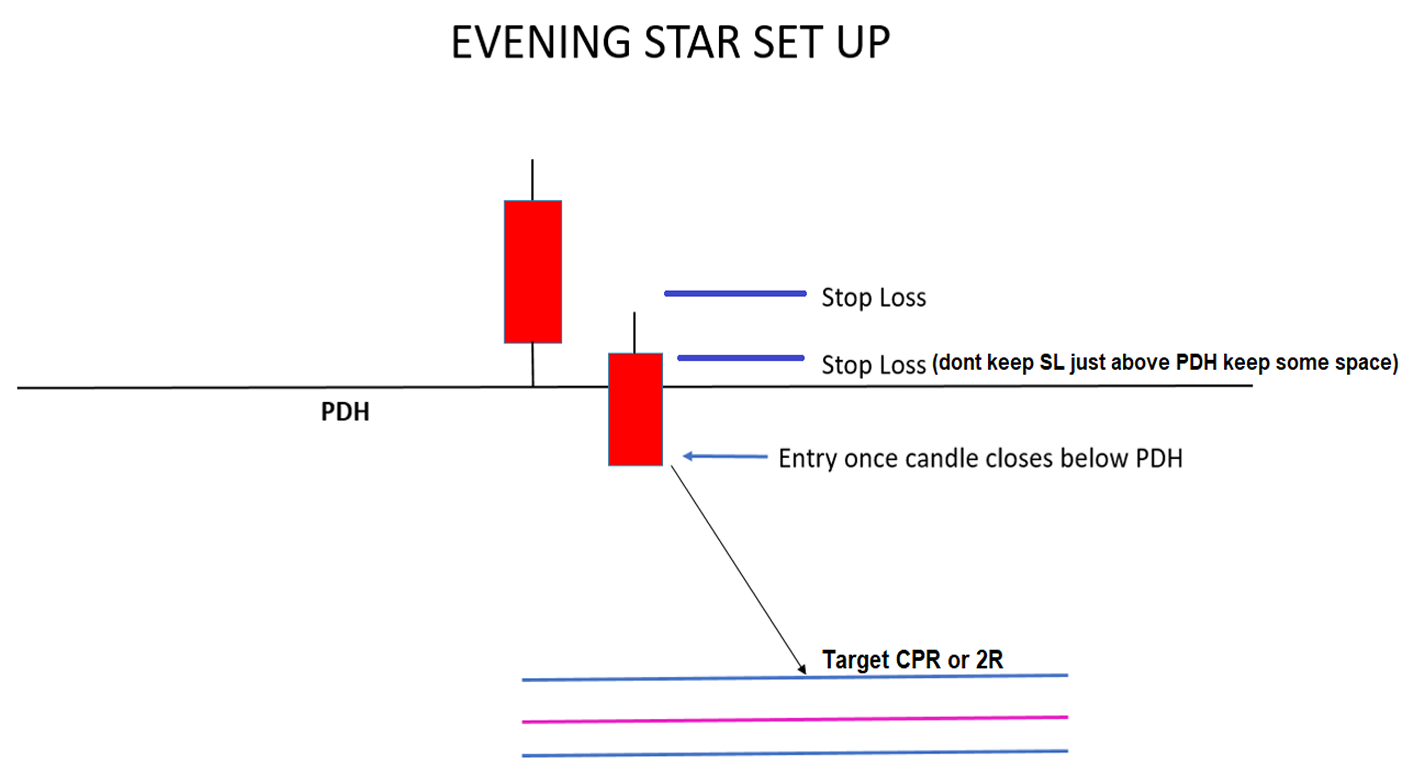 EVENING STAR SET UP
Stop Loss
Stop Loss (dont keep SL just above PDH keep some space)
PDH
Entry once candle closes below PDH
Target CPR or 2R